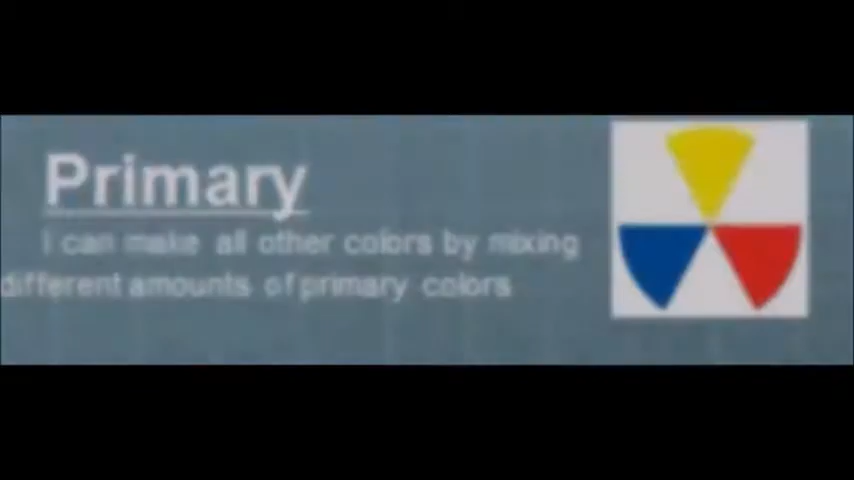 Primary
I can make all other colors by mixing
different amounts of primary colors